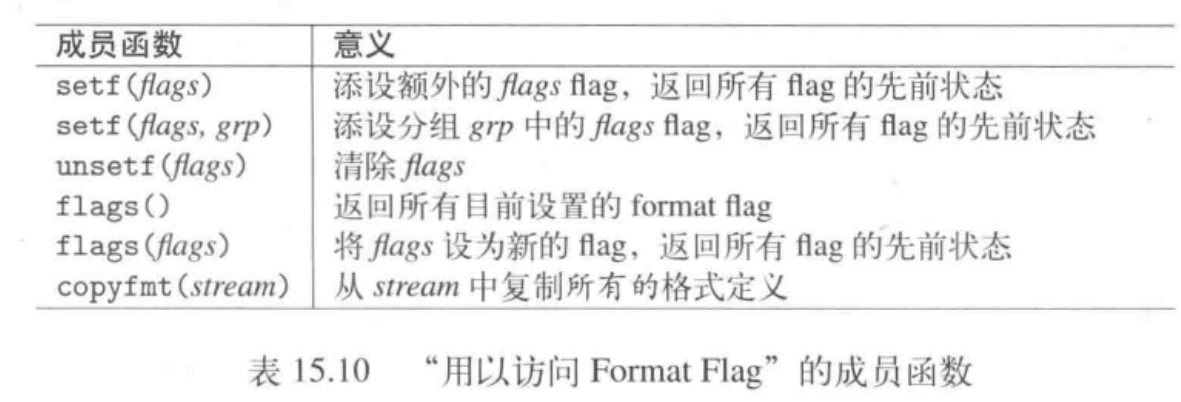 成员函数 意义
setf(flags) 添设额外的 flags flag，返回所有 flag 的先前状态
setf(flags, grp) 添设分组 grp 中的 flags flag，返回所有 flag 的先前状态
unsetf(flags) 清除 flags
flags() 返回所有目前设置的 format flag
flags(flags) 将 flags 设为新的 flag，返回所有 flag 的先前状态
copyfmt(stream) 从 stream 中复制所有的格式定义
表 15.10 “用以访问 Format Flag”的成员函数